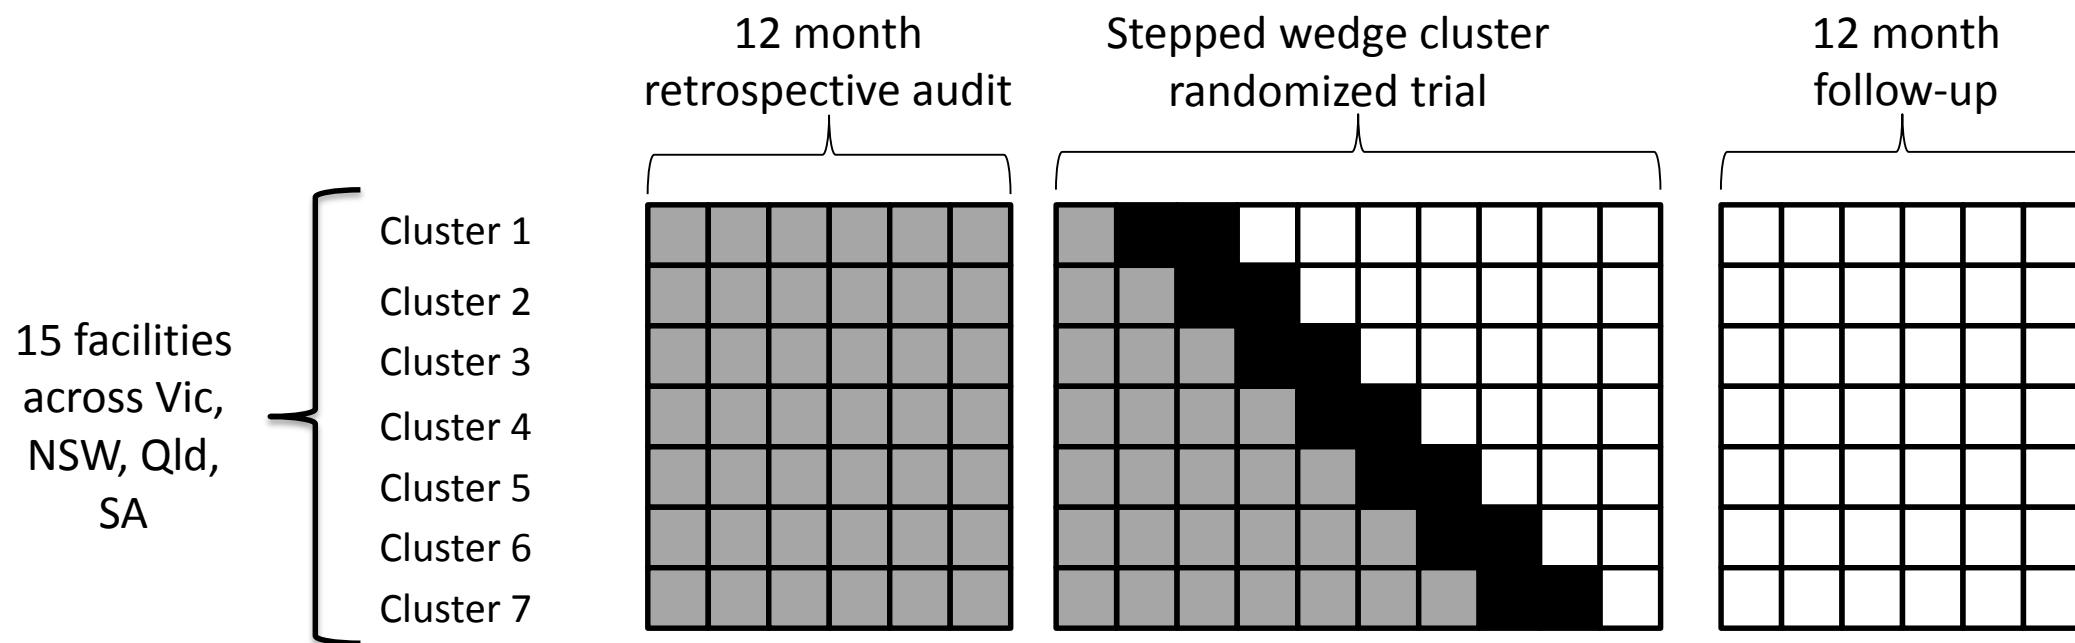 12 month
retrospective audit
Stepped wedge cluster
randomized trial
12 month
follow-up
15 facilities
across Vic,
NSW, Qld,
SA
Cluster 1
Cluster 2
Cluster 3
Cluster 4
Cluster 5
Cluster 6
Cluster 7